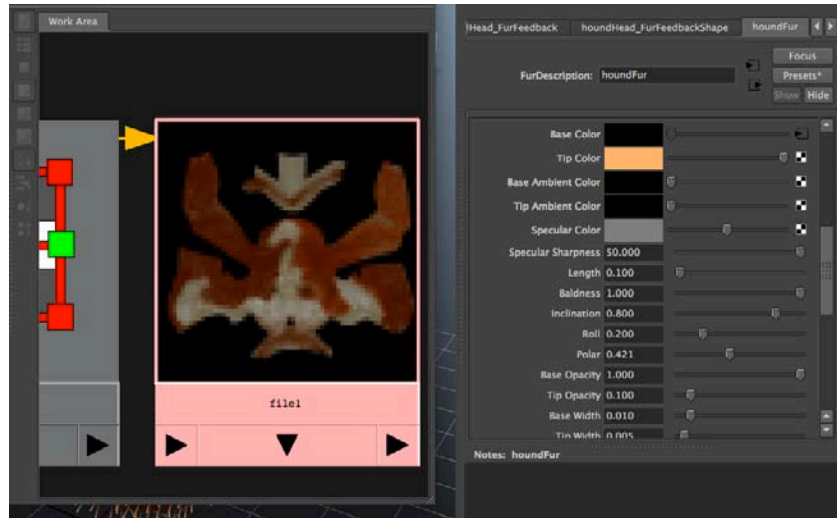 Work Area
file1
lHead_FurFeedback houndHead_FurFeedbackShape houndFur
FurDescription: houndFur
Focus
Presets*
Show Hide
Base Color
Tip Color
Base Ambient Color
Tip Ambient Color
Specular Color
Specular Sharpness 50.000
Length 0.100
Baldness 1.000
Inclination 0.800
Roll 0.200
Polar 0.421
Base Opacity 1.000
Tip Opacity 0.100
Base Width 0.010
Tip Width 0.005
Notes: houndFur